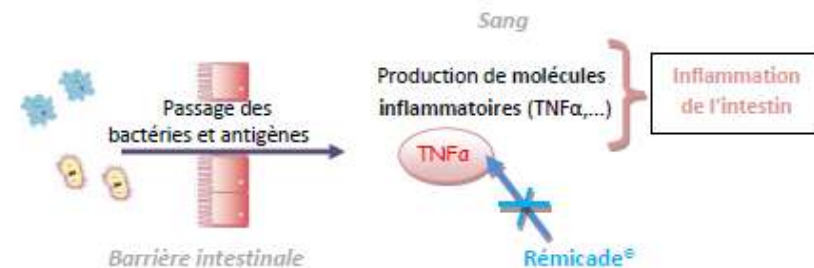 Sang
Production de molécules
inflammatoires (TNFα,...)
Inflammation
de l'intestin
Passage des
bactéries et antigènes
TNFα
Barrière intestinale
Rémicade®